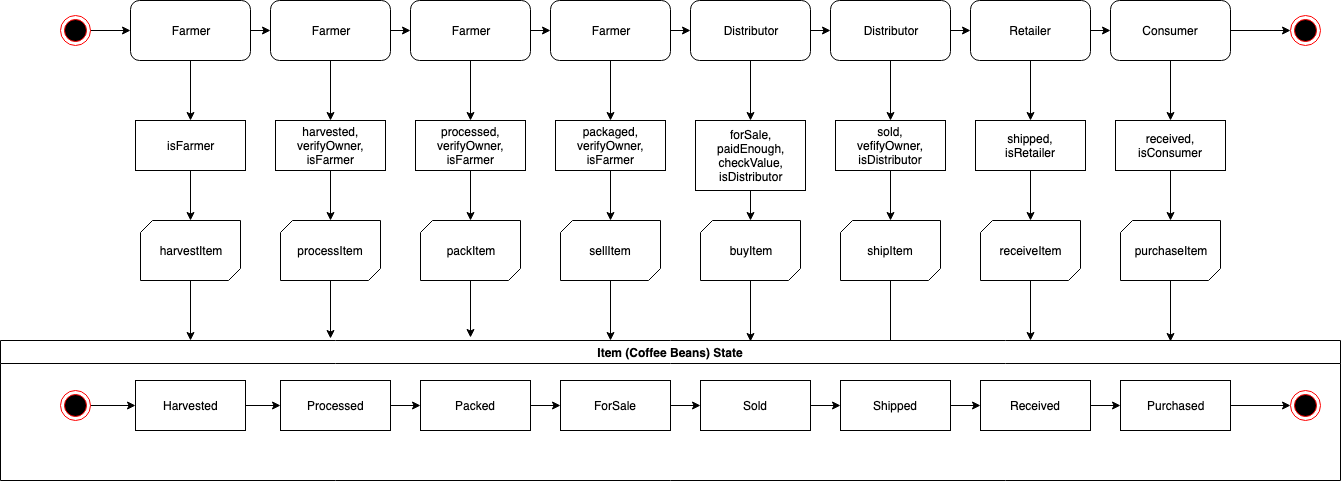 Farmer
Farmer
Farmer
Farmer
Distributor
Distributor
Retailer
Consumer
isFarmer
harvested,
verifyOwner,
isFarmer
processed,
verifyOwner,
isFarmer
packaged,
verifyOwner,
isFarmer
forSale,
paidEnough,
checkValue,
isDistributor
sold,
vefifyOwner,
isDistributor
shipped,
isRetailer
received,
isConsumer
harvestItem
processItem
packItem
sellItem
buyItem
shipItem
receiveItem
purchaseItem
Item (Coffee Beans) State
Harvested
Processed
Packed
ForSale
Sold
Shipped
Received
Purchased